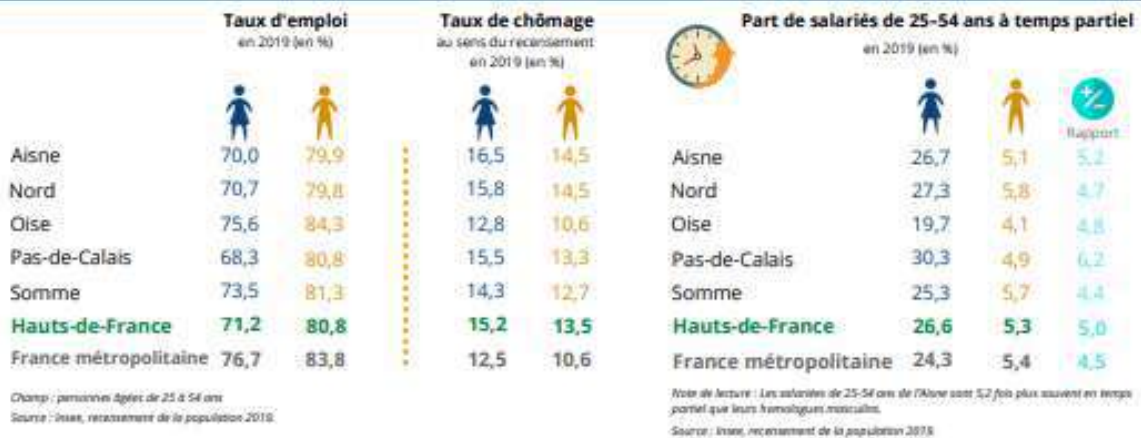 Taux d'emploi
en 2019 (en %)
Taux de chômage
au sens du recensement
en 2019 (en %)
Aisne 70,0 79,9 16,5 14,5
Nord 70,7 79,8 15,8 14,5
Oise 75,6 84,3 12,8 10,6
Pas-de-Calais 68,3 80,8 15,5 13,3
Somme 73,5 81,3 14,3 12,7
Hauts-de-France 71,2 80,8 15,2 13,5
France métropolitaine 76,7 83,8 12,5 10,6
Champ : personnes âgées de 25 à 54 ans
Source : Insee, recensement de la population 2019.
Part de salariés de 25-54 ans à temps partiel
en 2019 (en %)
+/-
Rapport
Aisne 26,7 5,1 5,2
Nord 27,3 5,8 4,7
Oise 19,7 4,1 4,8
Pas-de-Calais 30,3 4,9 6,2
Somme 25,3 5,7 4,4
Hauts-de-France 26,6 5,3 5,0
France métropolitaine 24,3 5,4 4,5
Note de lecture : Les salariées de 25-54 ans de l'Aisne sont 5,2 fois plus souvent en temps
partiel que leurs homologues masculins.
Source : Insee, recensement de la population 2019.